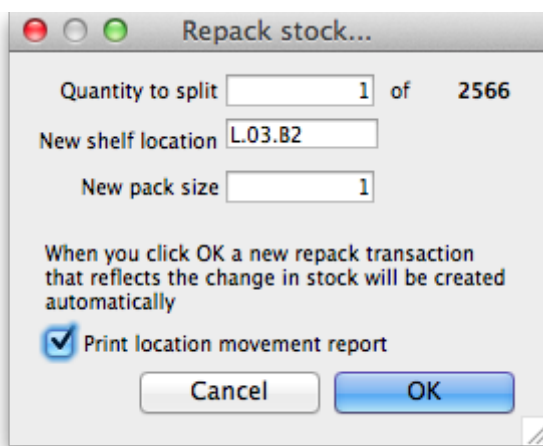 Repack stock...
Quantity to split 1 of 2566
New shelf location L.03.B2
New pack size 1
When you click OK a new repack transaction
that reflects the change in stock will be created
automatically
Print location movement report
Cancel OK